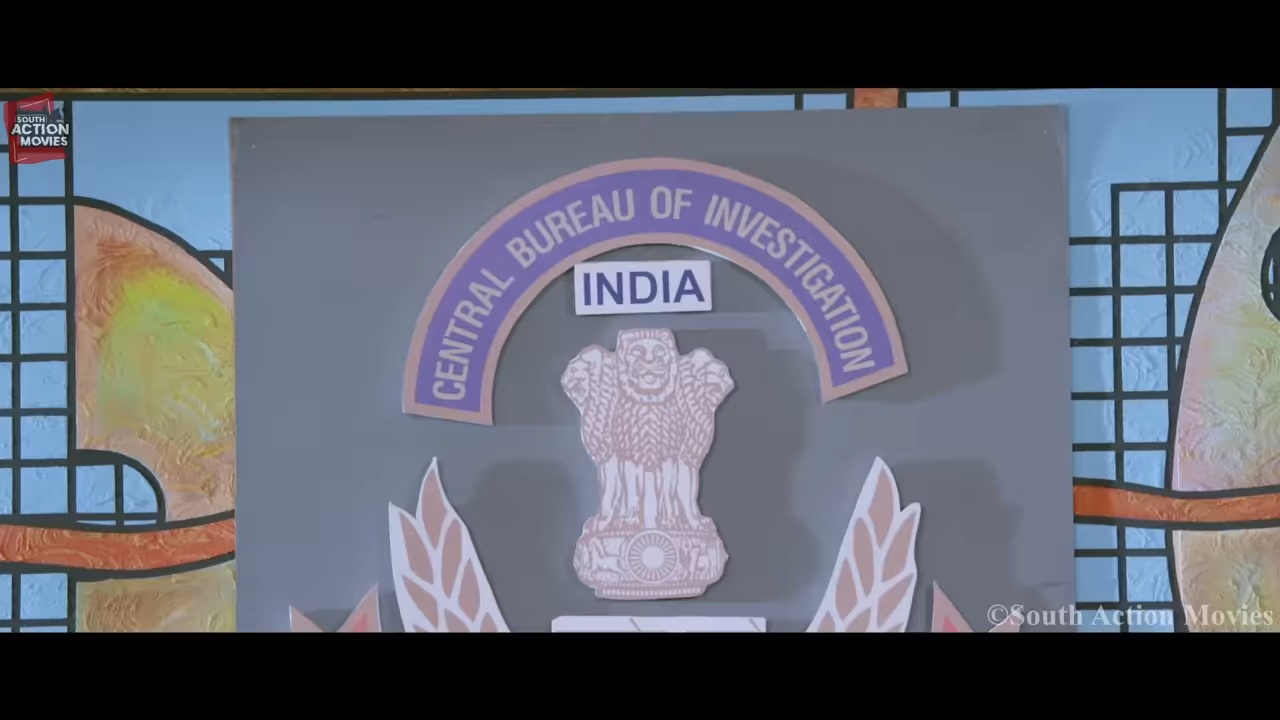 SOUTH
ACTION
MOVIES
CENTRAL BUREAU OF INVESTIGATION
INDIA
©South Action Movies